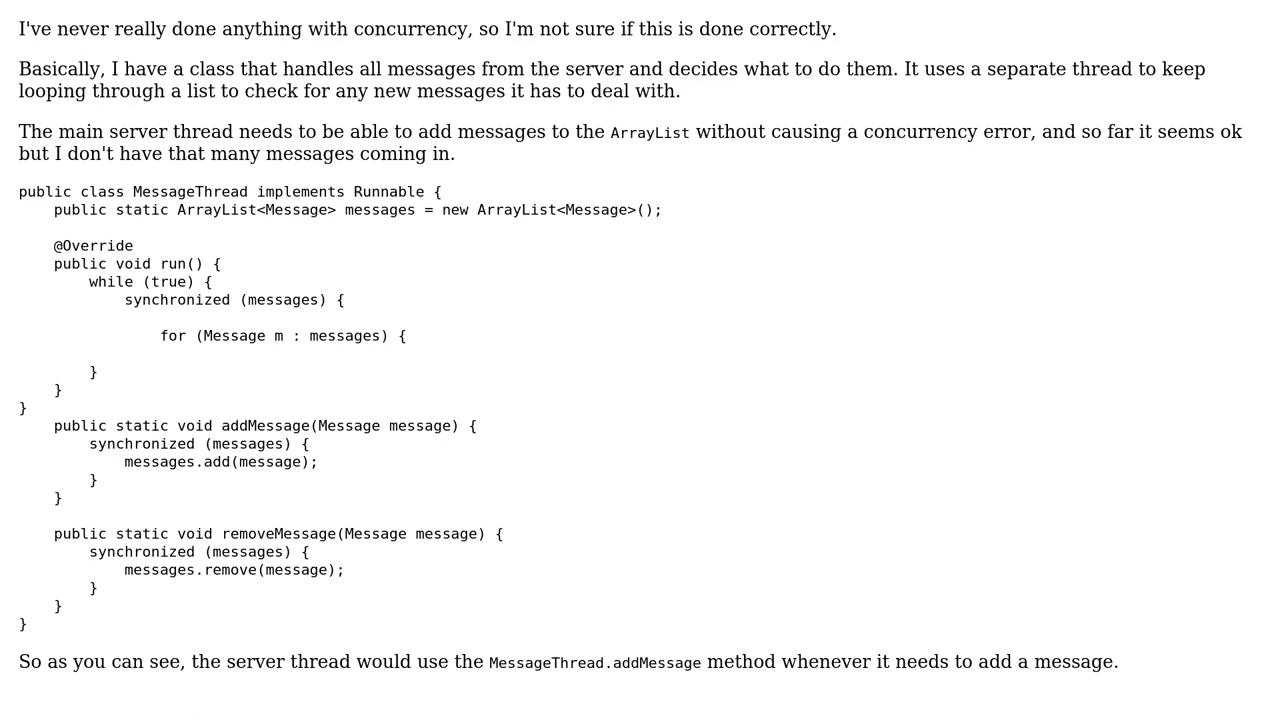 I've never really done anything with concurrency, so I'm not sure if this is done correctly.
Basically, I have a class that handles all messages from the server and decides what to do them. It uses a separate thread to keep
looping through a list to check for any new messages it has to deal with.
The main server thread needs to be able to add messages to the ArrayList without causing a concurrency error, and so far it seems ok
but I don't have that many messages coming in.
public class MessageThread implements Runnable {
    public static ArrayList<Message> messages = new ArrayList<Message>();

    @Override
    public void run() {
        while (true) {
            synchronized (messages) {

                for (Message m : messages) {

        }
    }
}
    public static void addMessage(Message message) {
        synchronized (messages) {
            messages.add(message);
        }
    }

    public static void removeMessage(Message message) {
        synchronized (messages) {
            messages.remove(message);
        }
    }
}
So as you can see, the server thread would use the MessageThread.addMessage method whenever it needs to add a message.